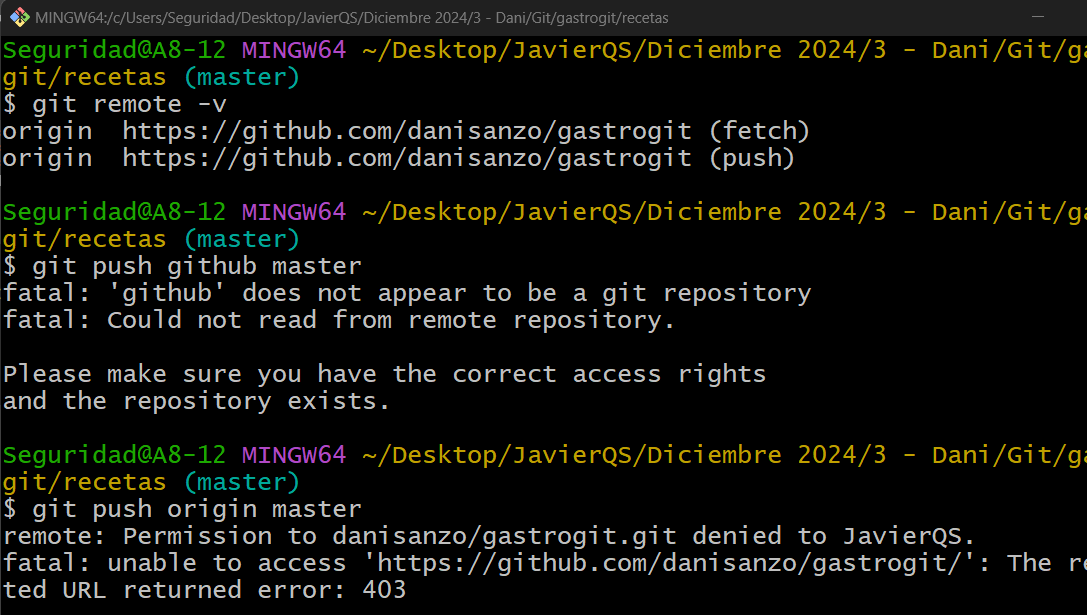 MINGW64:/c/Users/Seguridad/Desktop/JavierQS/Diciembre 2024/3 - Dani/Git/gastrogit/recetas
Seguridad@A8-12 MINGW64 ~/Desktop/JavierQS/Diciembre 2024/3 - Dani/Git/ga
git/recetas (master)
$ git remote -v
origin  https://github.com/danisanzo/gastrogit (fetch)
origin  https://github.com/danisanzo/gastrogit (push)
Seguridad@A8-12 MINGW64 ~/Desktop/JavierQS/Diciembre 2024/3 - Dani/Git/ga
git/recetas (master)
$ git push github master
fatal: 'github' does not appear to be a git repository
fatal: Could not read from remote repository.
Please make sure you have the correct access rights
and the repository exists.
Seguridad@A8-12 MINGW64 ~/Desktop/JavierQS/Diciembre 2024/3 - Dani/Git/ga
git/recetas (master)
$ git push origin master
remote: Permission to danisanzo/gastrogit.git denied to JavierQS.
fatal: unable to access 'https://github.com/danisanzo/gastrogit/': The re
ted URL returned error: 403